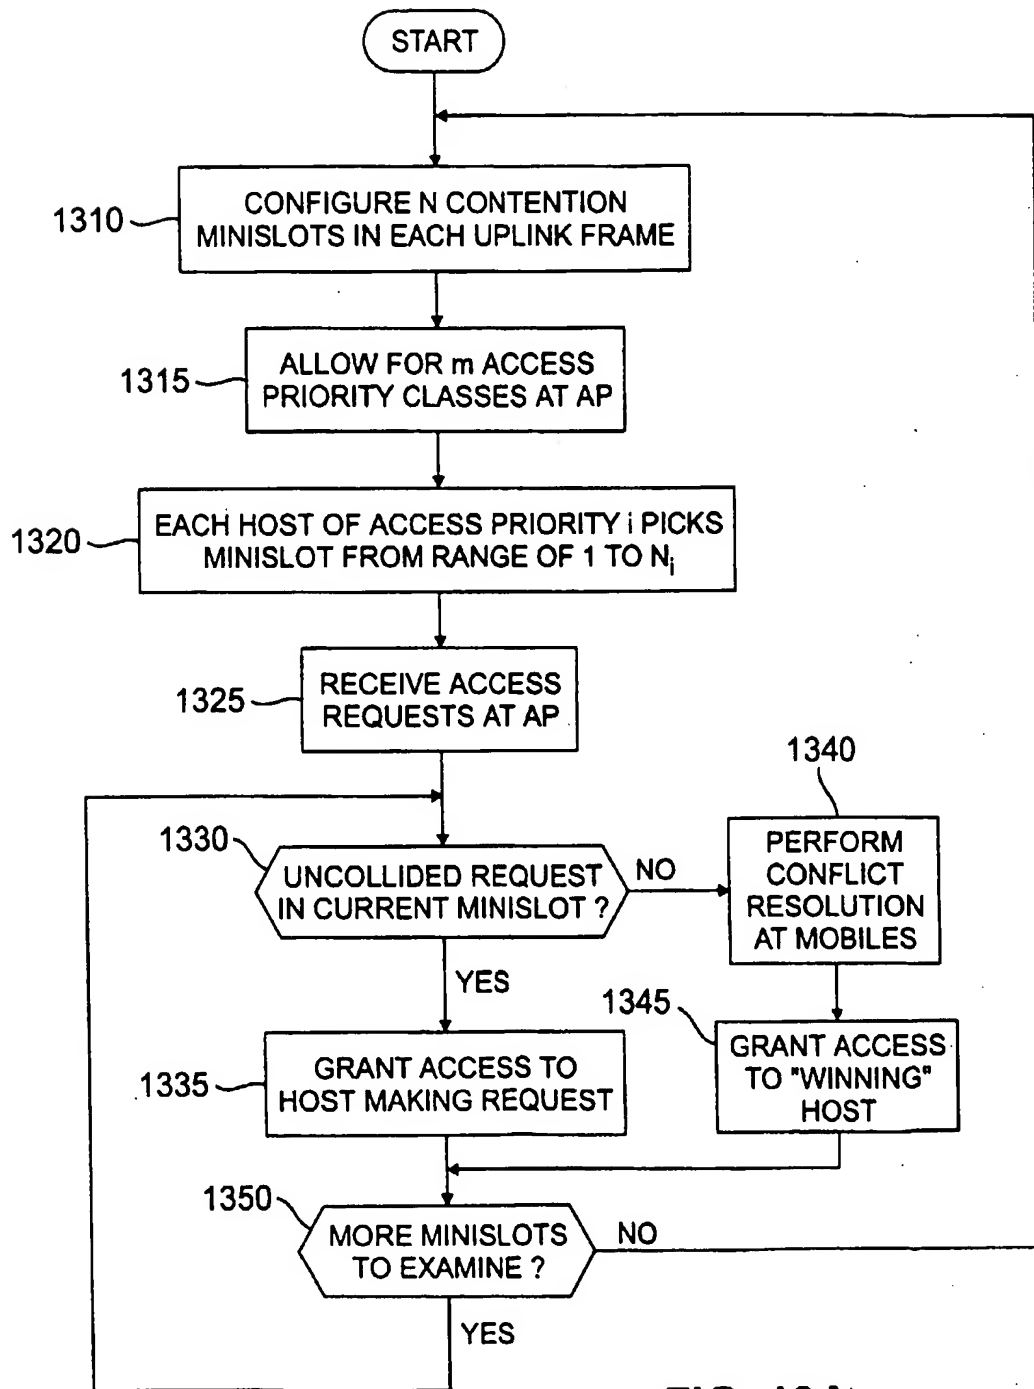 START
1310
CONFIGURE N CONTENTION
MINISLOTS IN EACH UPLINK FRAME
1315
ALLOW FOR m ACCESS
PRIORITY CLASSES AT AP
1320
EACH HOST OF ACCESS PRIORITY i PICKS
MINISLOT FROM RANGE OF 1 TO Ni
1325
RECEIVE ACCESS
REQUESTS AT AP
1330
UNCOLLIDED REQUEST
IN CURRENT MINISLOT ?
NO
1340
PERFORM
CONFLICT
RESOLUTION
AT MOBILES
YES
1345
GRANT ACCESS
TO "WINNING"
HOST
1335
GRANT ACCESS TO
HOST MAKING REQUEST
1350
MORE MINISLOTS
TO EXAMINE ?
NO
YES